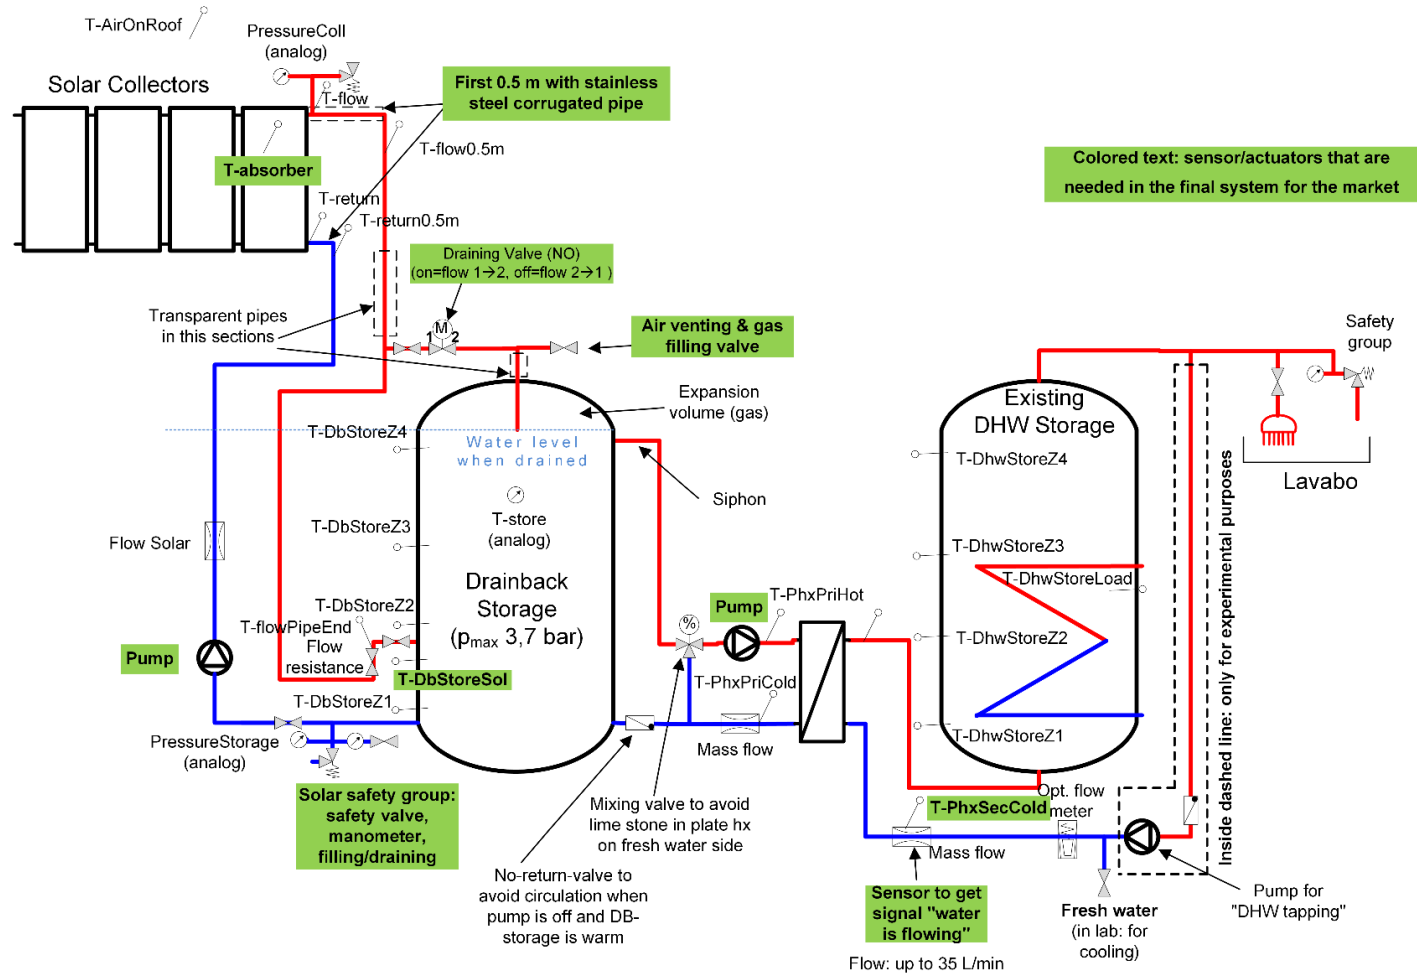 T-AirOnRoof
PressureColl
(analog)
Solar Collectors
T-flow
First 0.5 m with stainless
steel corrugated pipe
T-flow0.5m
T-absorber
T-return
T-return0.5m
Colored text: sensor/actuators that are
needed in the final system for the market
Draining Valve (NO)
(on=flow 1→2, off=flow 2→1 )
Transparent pipes
in this sections
M
1
2
Air venting & gas
filling valve
Safety
group
Expansion
volume (gas)
Existing
DHW Storage
T-DbStoreZ4
Water level
when drained
T-DhwStoreZ4
Lavabo
Siphon
T-store
(analog)
T-DbStoreZ3
Flow Solar
T-DhwStoreZ3
T-DhwStoreLoad
Drainback
Storage
(pmax 3,7 bar)
T-DbStoreZ2
T-flowPipeEnd
Flow
resistance
Pump
T-DbStoreSol
T-DbStoreZ1
Pump
T-PhxPriHot
%
T-PhxPriCold
T-DhwStoreZ2
T-DhwStoreZ1
Mass flow
PressureStorage
(analog)
Solar safety group:
safety valve,
manometer,
filling/draining
Mixing valve to avoid
lime stone in plate hx
on fresh water side
No-return-valve to
avoid circulation when
pump is off and DB-
storage is warm
T-PhxSecCold
Opt. flow
meter
Mass flow
Sensor to get
signal "water
is flowing"
Flow: up to 35 L/min
Fresh water
(in lab: for
cooling)
Pump for
"DHW tapping"
Inside dashed line: only for experimental purposes